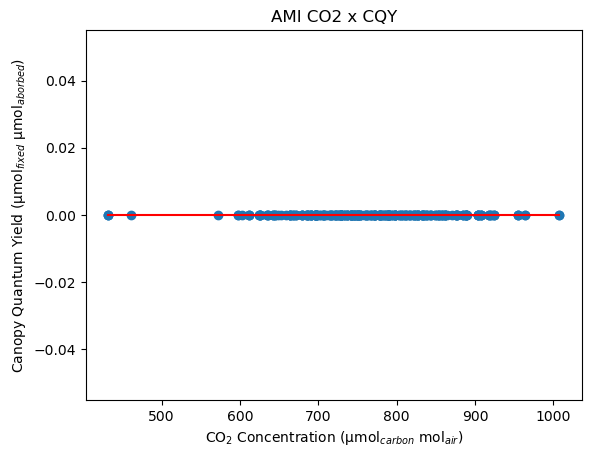 AMI CO2 x CQY
Canopy Quantum Yield (µmol_fixed µmol_aborbed)
0.04
0.02
0.00
−0.02
−0.04
500 600 700 800 900 1000
CO₂ Concentration (µmol_carbon mol_air)